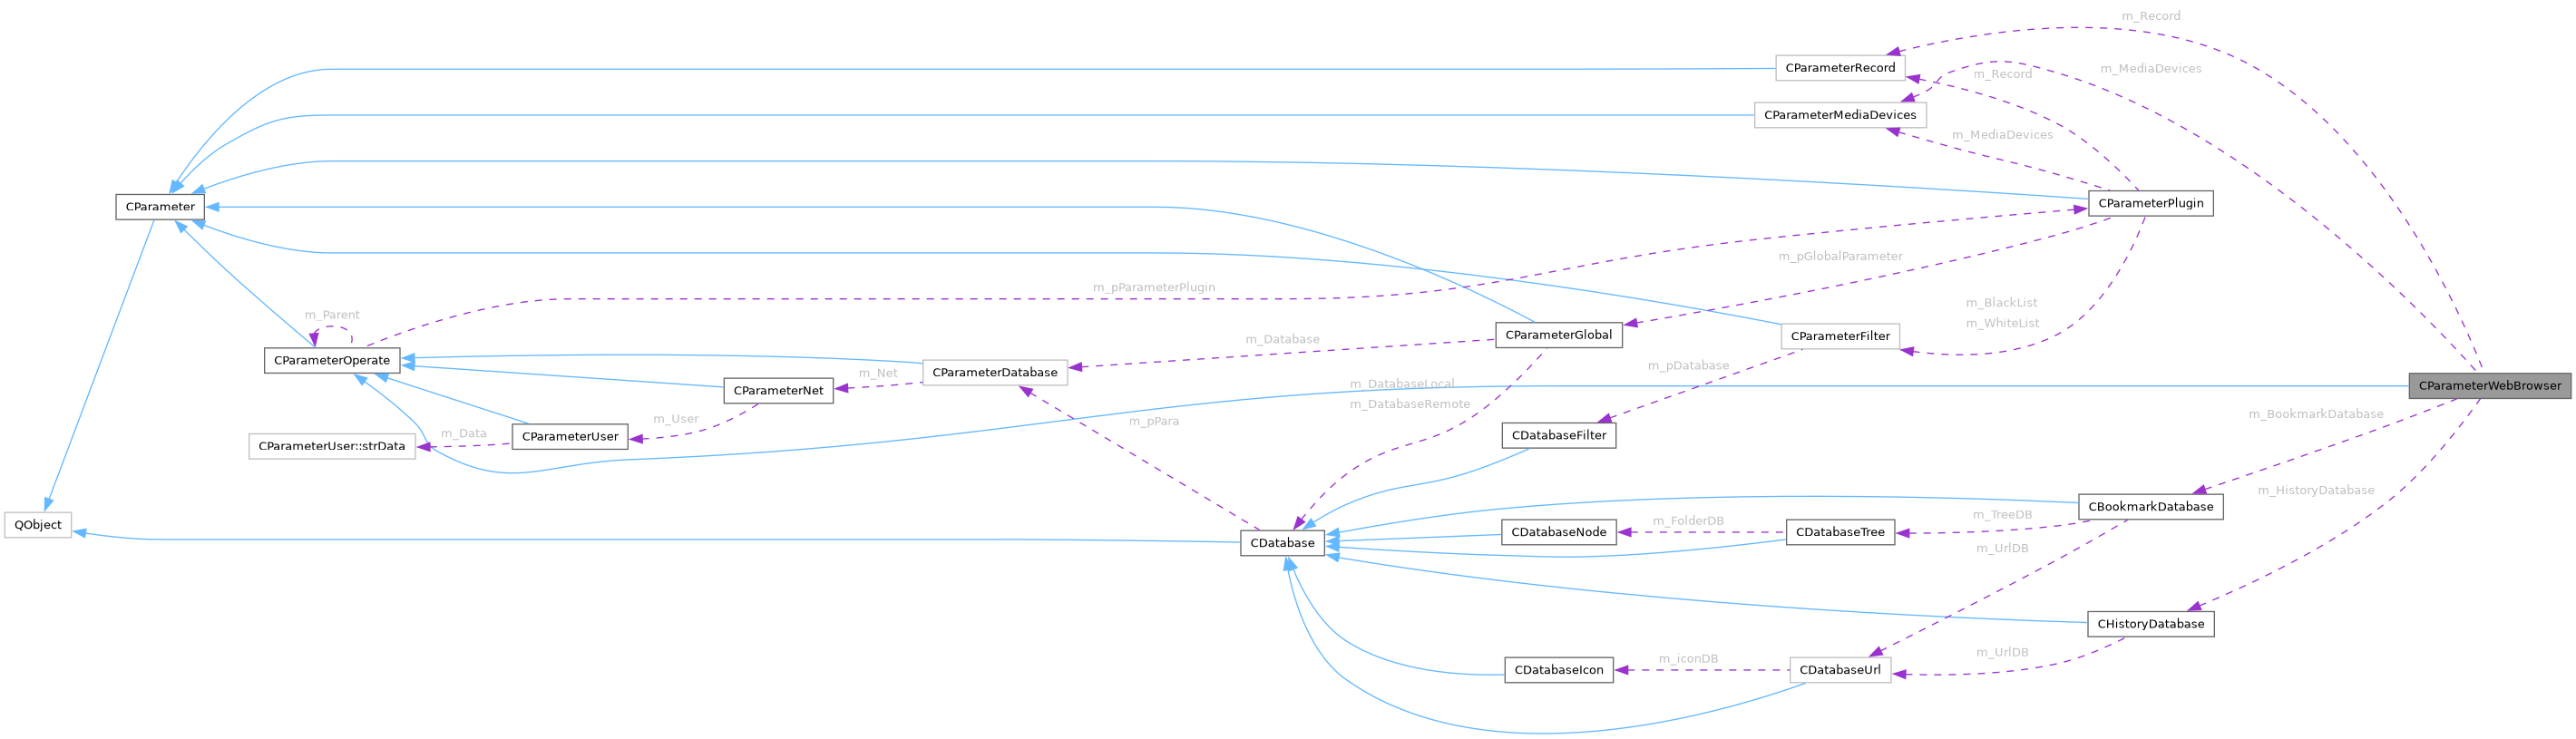 m_Record
CParameterRecord
m_MediaDevices
m_Record
CParameterMediaDevices
m_MediaDevices
CParameter
CParameterPlugin
m_pGlobalParameter
m_pParameterPlugin
m_BlackList
m_WhiteList
m_Parent
CParameterGlobal
CParameterFilter
m_Database
CParameterOperate
m_pDatabase
CParameterDatabase
m_Net
CParameterNet
m_DatabaseLocal
m_DatabaseRemote
CParameterWebBrowser
m_BookmarkDatabase
m_User
m_pPara
m_Data
CParameterUser
CDatabaseFilter
CParameterUser::strData
m_HistoryDatabase
CBookmarkDatabase
m_TreeDB
m_FolderDB
QObject
CDatabaseNode
CDatabaseTree
CDatabase
m_UrlDB
CHistoryDatabase
m_UrlDB
m_iconDB
CDatabaseIcon
CDatabaseUrl